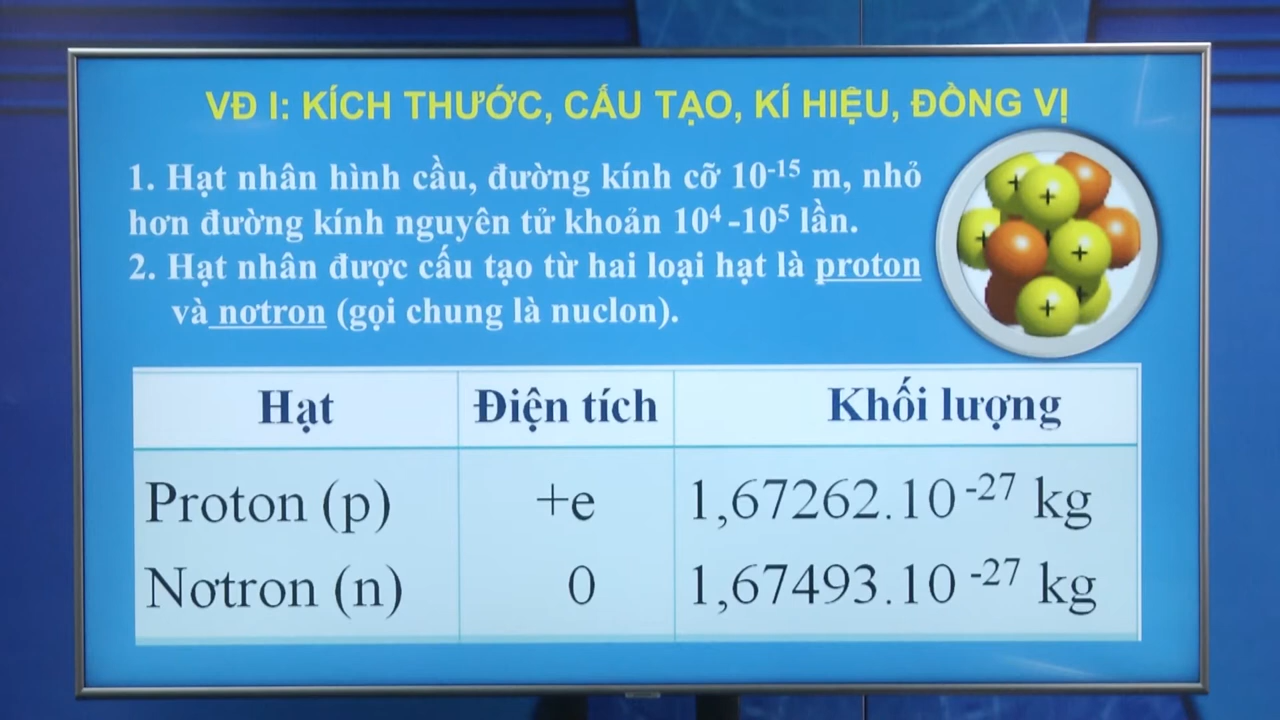 VĐ I: KÍCH THƯỚC, CẤU TẠO, KÍ HIỆU, ĐỒNG VỊ
1. Hạt nhân hình cầu, đường kính cỡ 10⁻¹⁵ m, nhỏ
hơn đường kính nguyên tử khoản 10⁴ -10⁵ lần.
2. Hạt nhân được cấu tạo từ hai loại hạt là proton
và nơtron (gọi chung là nuclon).
Hạt Điện tích Khối lượng
Proton (p) +e 1,67262.10⁻²⁷ kg
Nơtron (n) 0 1,67493.10⁻²⁷ kg